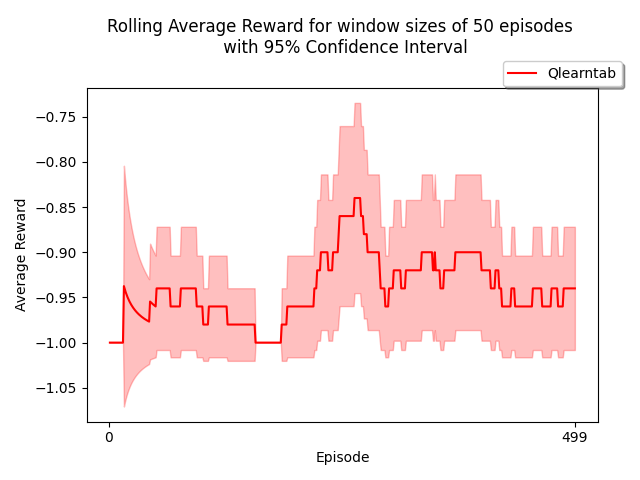 Rolling Average Reward for window sizes of 50 episodes
with 95% Confidence Interval
Qlearntab
−0.75
−0.80
−0.85
−0.90
−0.95
−1.00
−1.05
Average Reward
0
499
Episode